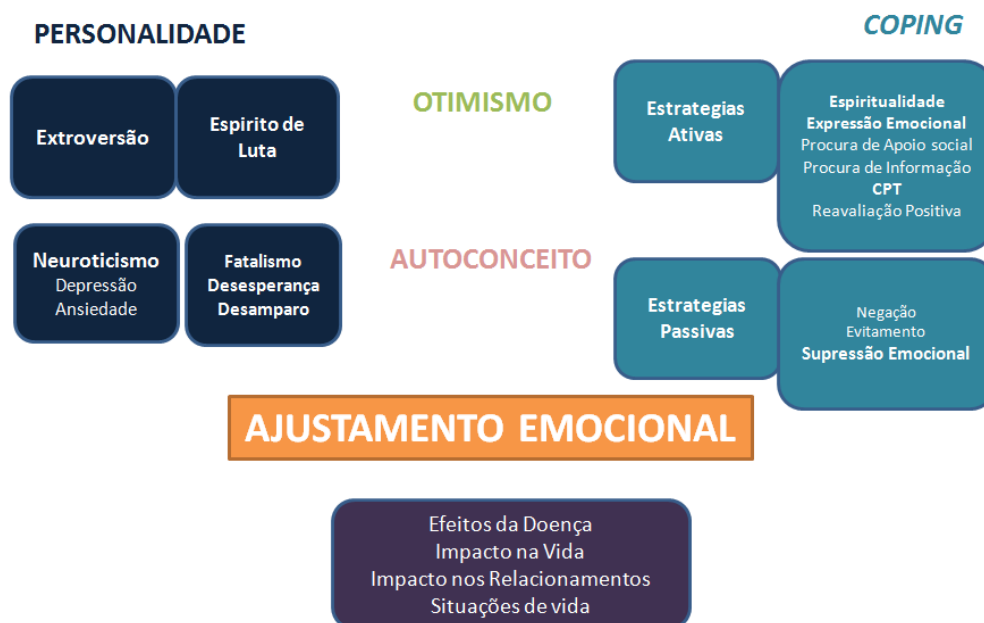 PERSONALIDADE
Extroversão
Espirito de
Luta
Neuroticismo
Depressão
Ansiedade
Fatalismo
Desesperança
Desamparo
OTIMISMO
AUTOCONCEITO
COPING
Estrategias
Ativas
Espiritualidade
Expressão Emocional
Procura de Apoio social
Procura de Informação
CPT
Reavaliação Positiva
Estrategias
Passivas
Negação
Evitamento
Supressão Emocional
AJUSTAMENTO EMOCIONAL
Efeitos da Doença
Impacto na Vida
Impacto nos Relacionamentos
Situações de vida